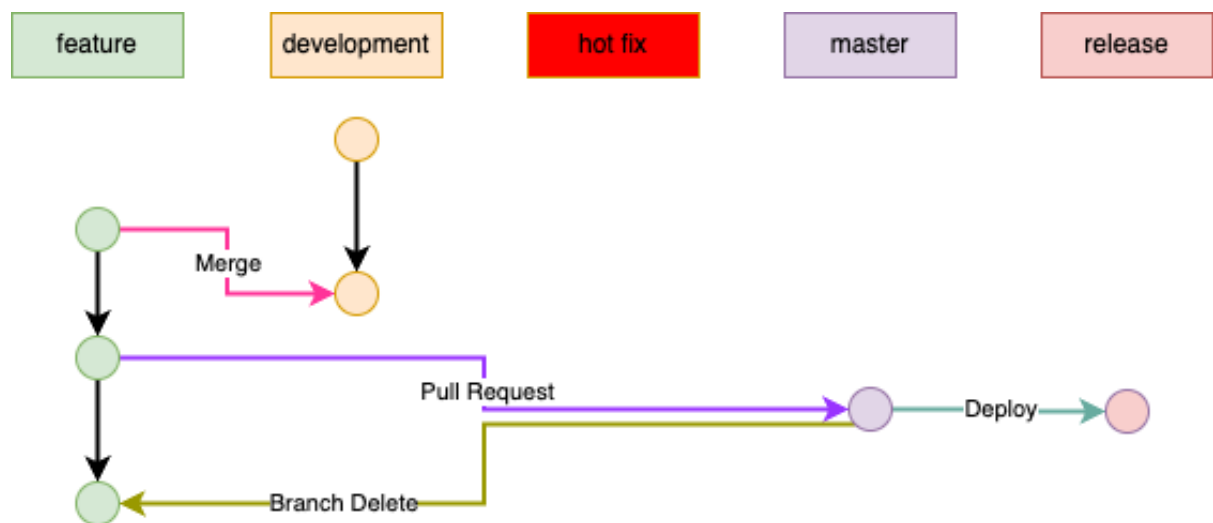 feature
development
hot fix
master
release
Merge
Pull Request
Deploy
Branch Delete